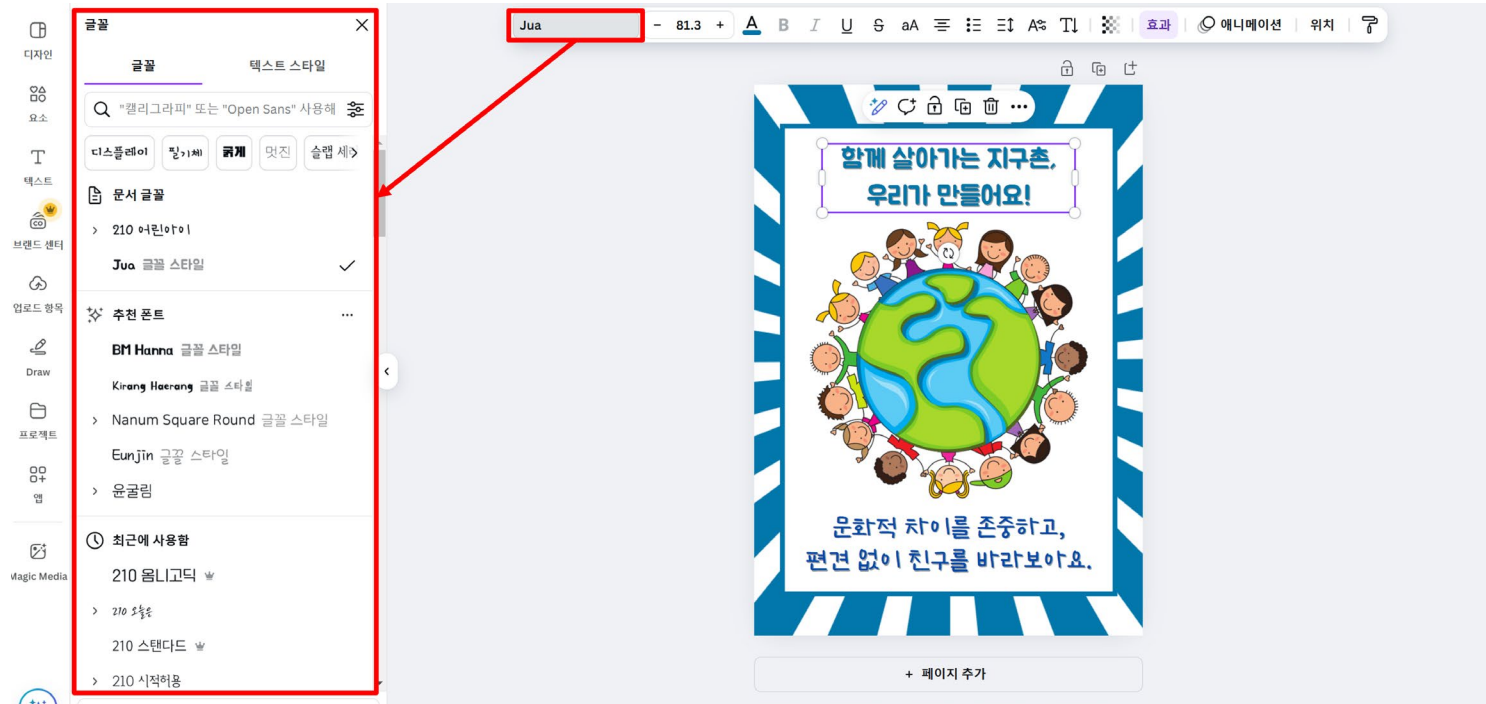 디자인
요소
텍스트
브랜드 센터
업로드 항목
Draw
프로젝트
앱
Magic Media
글꼴
글꼴 텍스트 스타일
"캘리그라피" 또는 "Open Sans" 사용해
디스플레이 필기체 굵게 멋진 슬랩 세
문서 글꼴
210 어린아이
Jua 글꼴 스타일
추천 폰트
BM Hanna 글꼴 스타일
Kirang Haerang 글꼴 스타일
Nanum Square Round 글꼴 스타일
Eunjin 글꼴 스타일
윤굴림
최근에 사용함
210 옴니고딕
210 오늘은
210 스탠다드
210 시적허용
Jua - 81.3 + A B I U S aA 효과 애니메이션 위치
함께 살아가는 지구촌,
우리가 만들어요!
문화적 차이를 존중하고,
편견 없이 친구를 바라보아요.
+ 페이지 추가